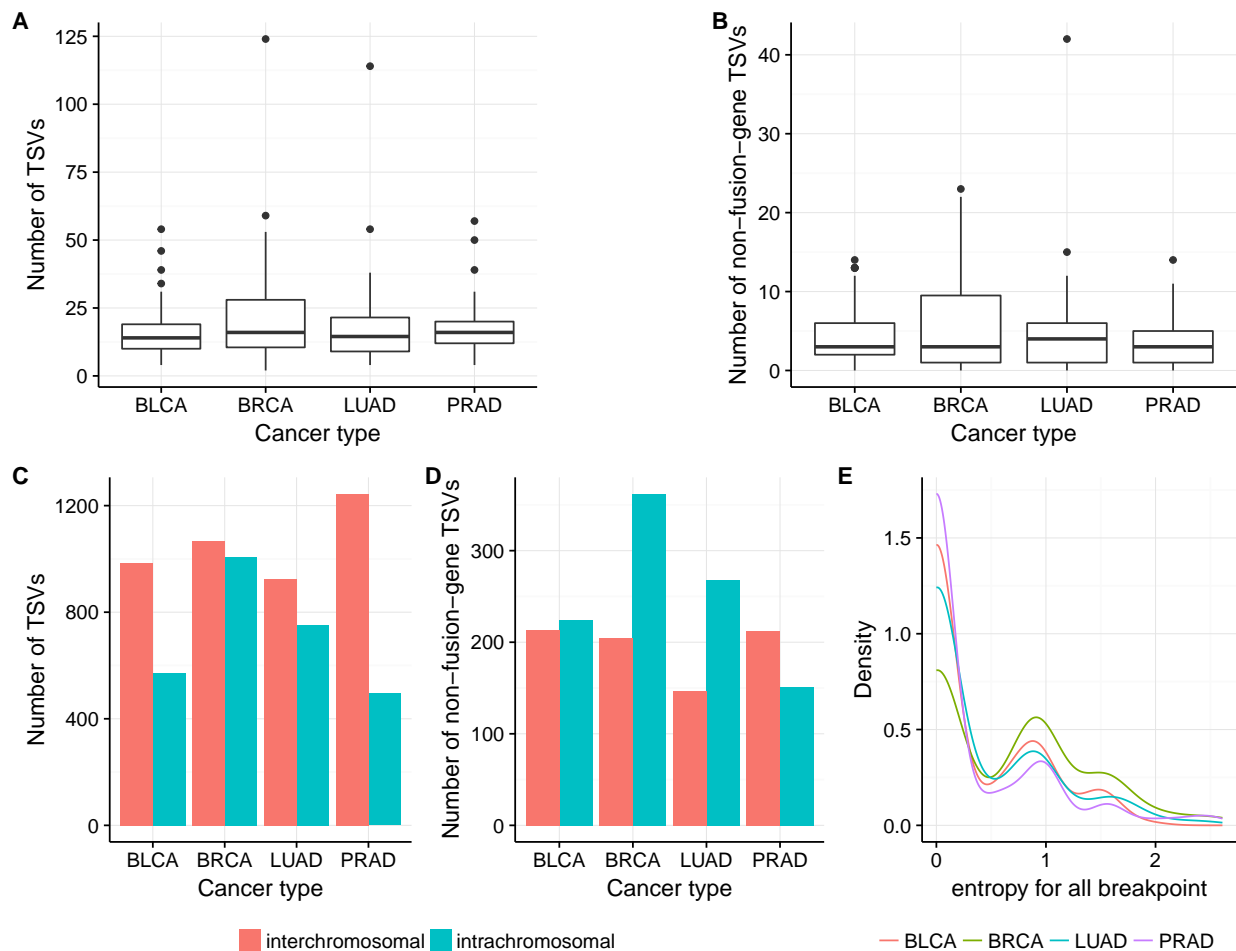 A
Number of TSVs
125
100
75
50
25
0
BLCA BRCA LUAD PRAD
Cancer type
B
Number of non−fusion−gene TSVs
40
30
20
10
0
BLCA BRCA LUAD PRAD
Cancer type
C
Number of TSVs
1200
800
400
0
BLCA BRCA LUAD PRAD
Cancer type
D
Number of non−fusion−gene TSVs
300
200
100
0
BLCA BRCA LUAD PRAD
Cancer type
interchromosomal intrachromosomal
E
Density
1.5
1.0
0.5
0.0
0 1 2
entropy for all breakpoint
BLCA BRCA LUAD PRAD